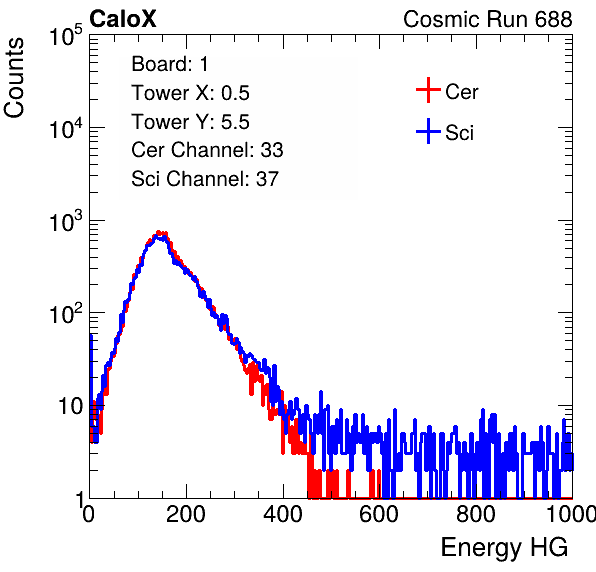 CaloX Cosmic Run 688
Counts
10^5
10^4
10^3
10^2
10
1
Board: 1
Tower X: 0.5
Tower Y: 5.5
Cer Channel: 33
Sci Channel: 37
Cer
Sci
0 200 400 600 800 1000
Energy HG